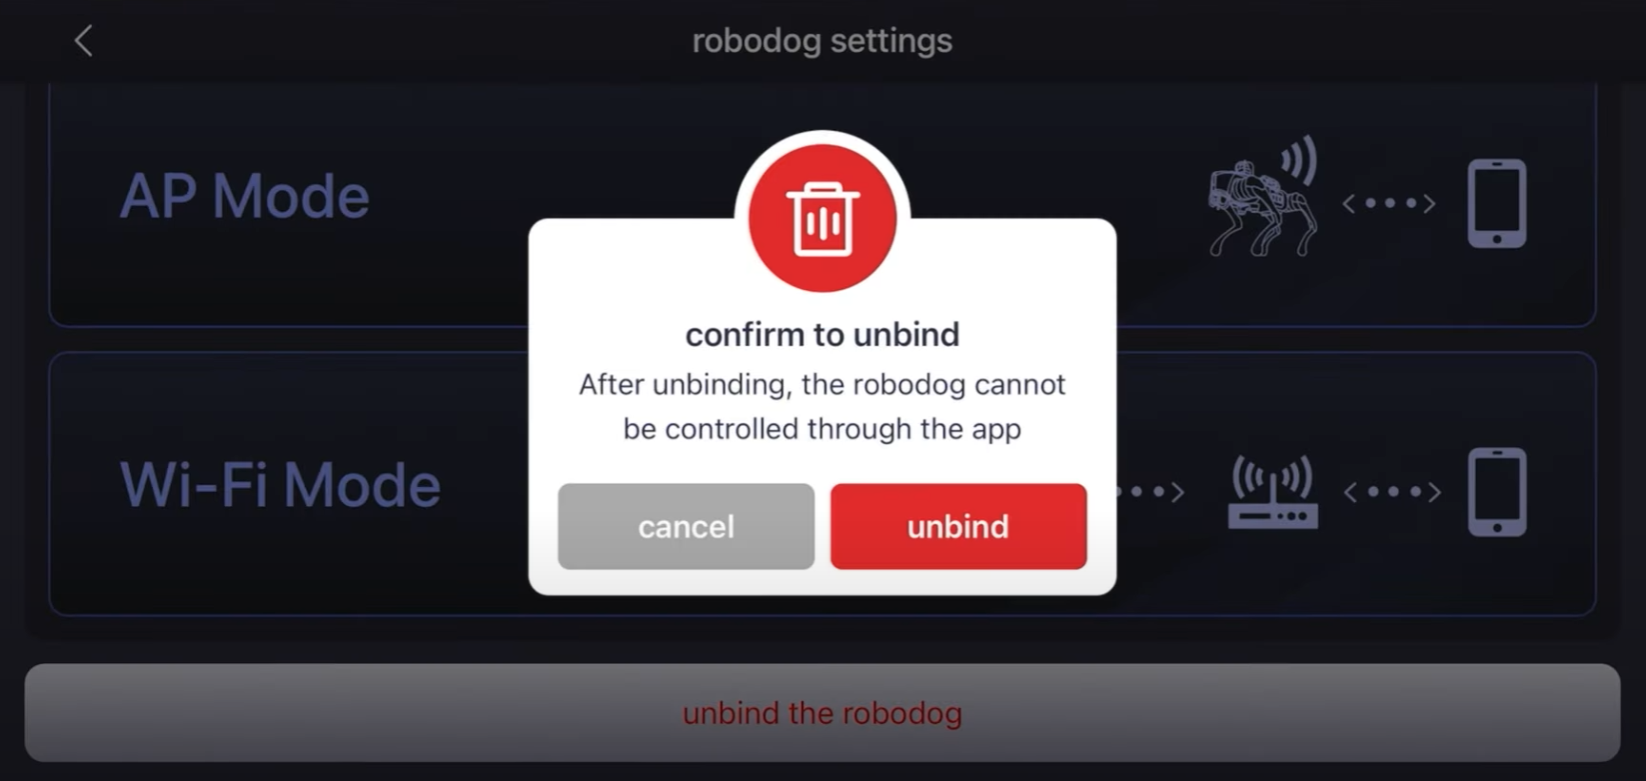 robodog settings
AP Mode
confirm to unbind
After unbinding, the robodog cannot
be controlled through the app
Wi-Fi Mode
cancel
unbind
unbind the robodog